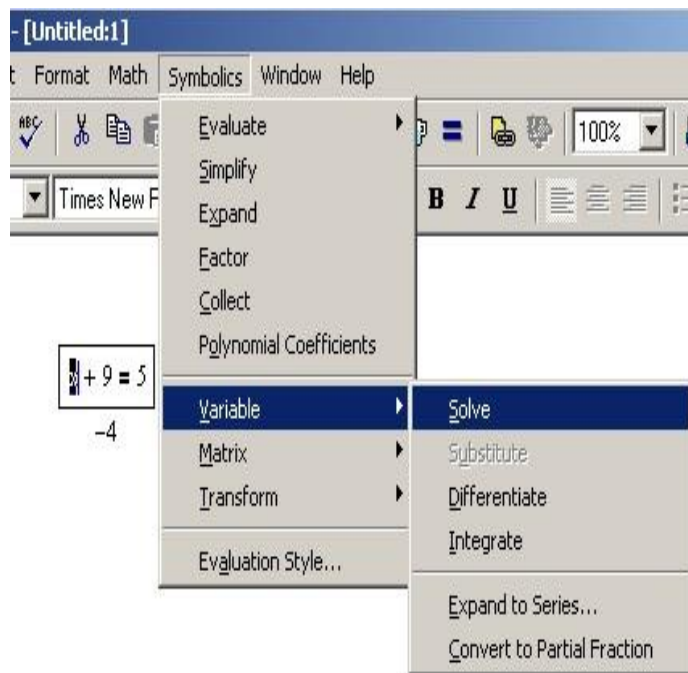 - [Untitled:1]
t Format Math Symbolics Window Help
ABC 100%
Times New F B I U
Evaluate
Simplify
Expand
Factor
Collect
Polynomial Coefficients
x + 9 = 5
-4
Variable
Matrix
Transform
Evaluation Style...
Solve
Substitute
Differentiate
Integrate
Expand to Series...
Convert to Partial Fraction